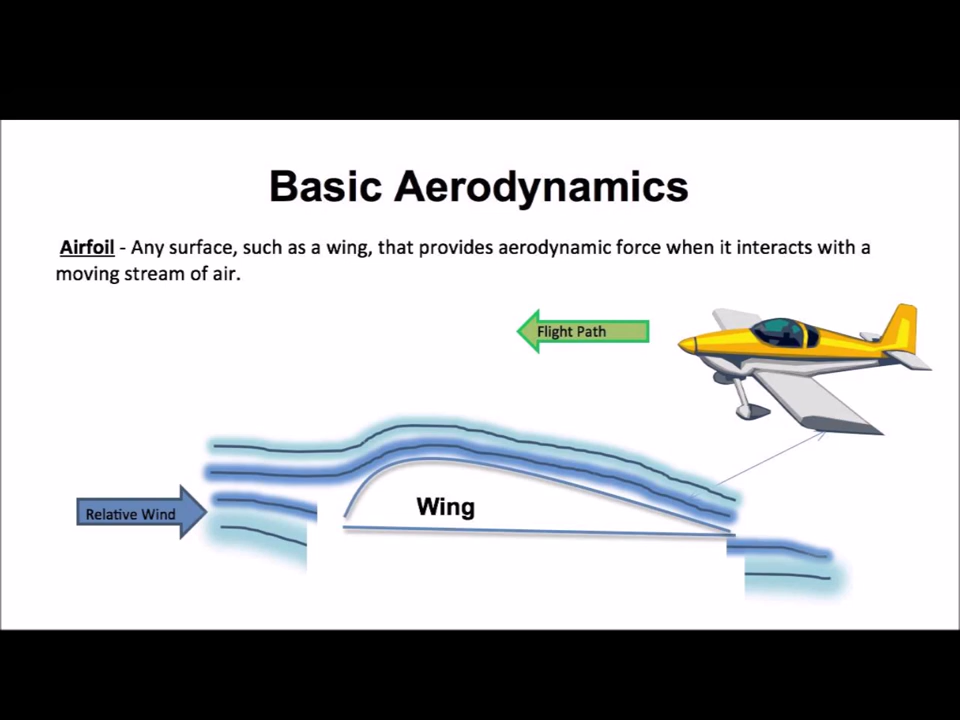 Basic Aerodynamics
Airfoil - Any surface, such as a wing, that provides aerodynamic force when it interacts with a
moving stream of air.
Flight Path
Wing
Relative Wind